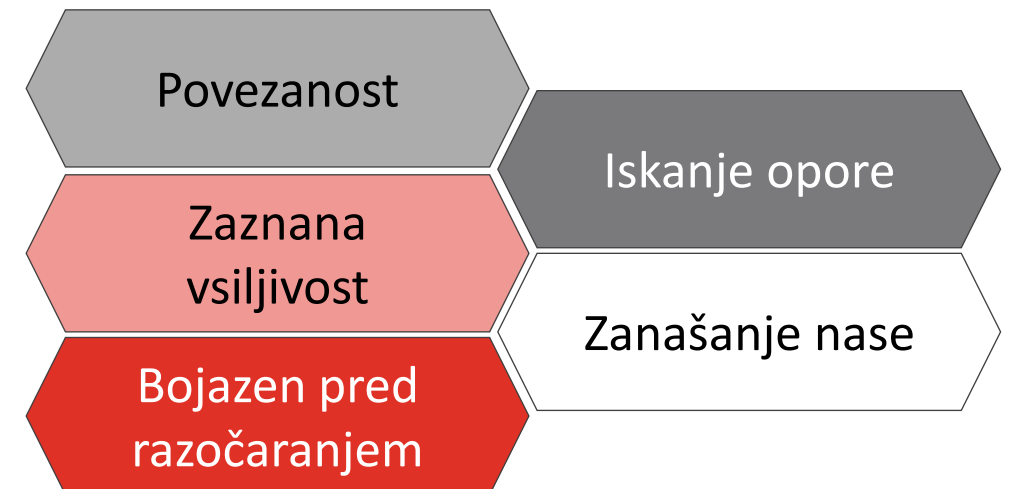 Povezanost
Iskanje opore
Zaznana
vsiljivost
Zanašanje nase
Bojazen pred
razočaranjem